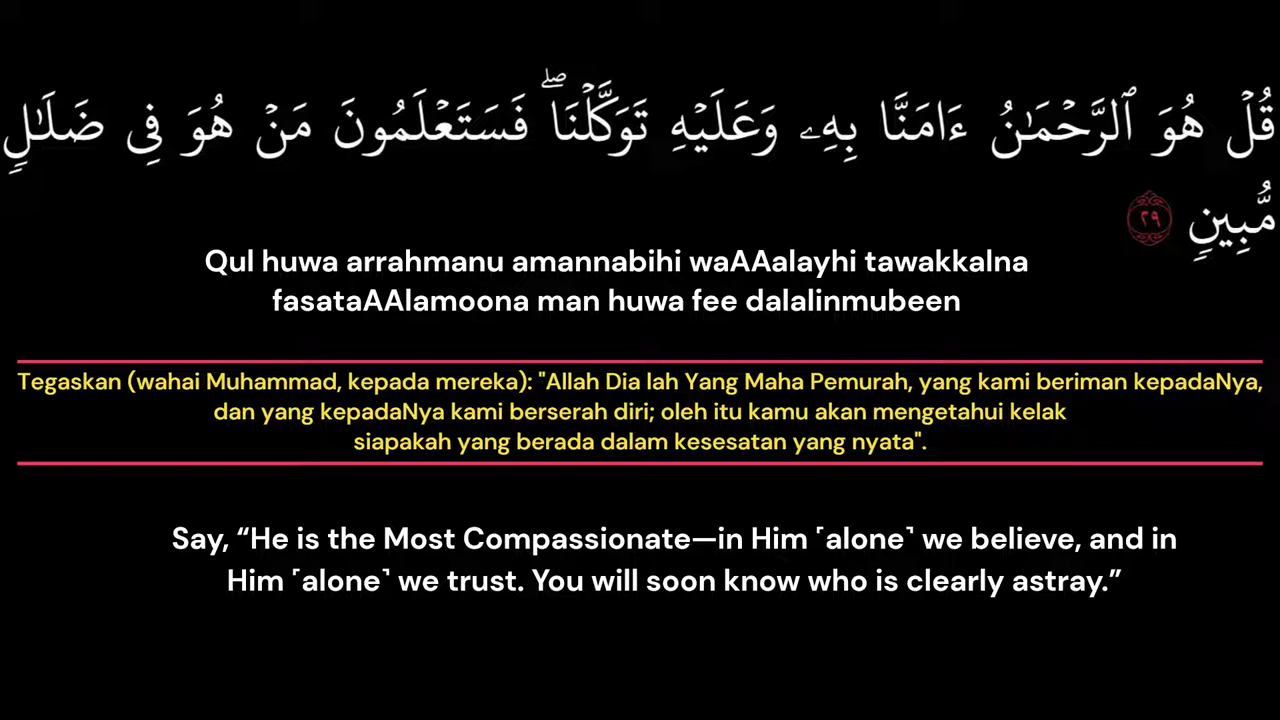 قُلْ هُوَ ٱلرَّحْمَـٰنُ ءَامَنَّا بِهِۦ وَعَلَيْهِ تَوَكَّلْنَا ۖ فَسَتَعْلَمُونَ مَنْ هُوَ فِى ضَلَـٰلٍ
مُّبِينٍ ٢٩
Qul huwa arrahmanu amannabihi waAAalayhi tawakkalna
fasataAAlamoona man huwa fee dalalinmubeen
Tegaskan (wahai Muhammad, kepada mereka): "Allah Dia lah Yang Maha Pemurah, yang kami beriman kepadaNya,
dan yang kepadaNya kami berserah diri; oleh itu kamu akan mengetahui kelak
siapakah yang berada dalam kesesatan yang nyata".
Say, “He is the Most Compassionate—in Him ˹alone˺ we believe, and in
Him ˹alone˺ we trust. You will soon know who is clearly astray.”